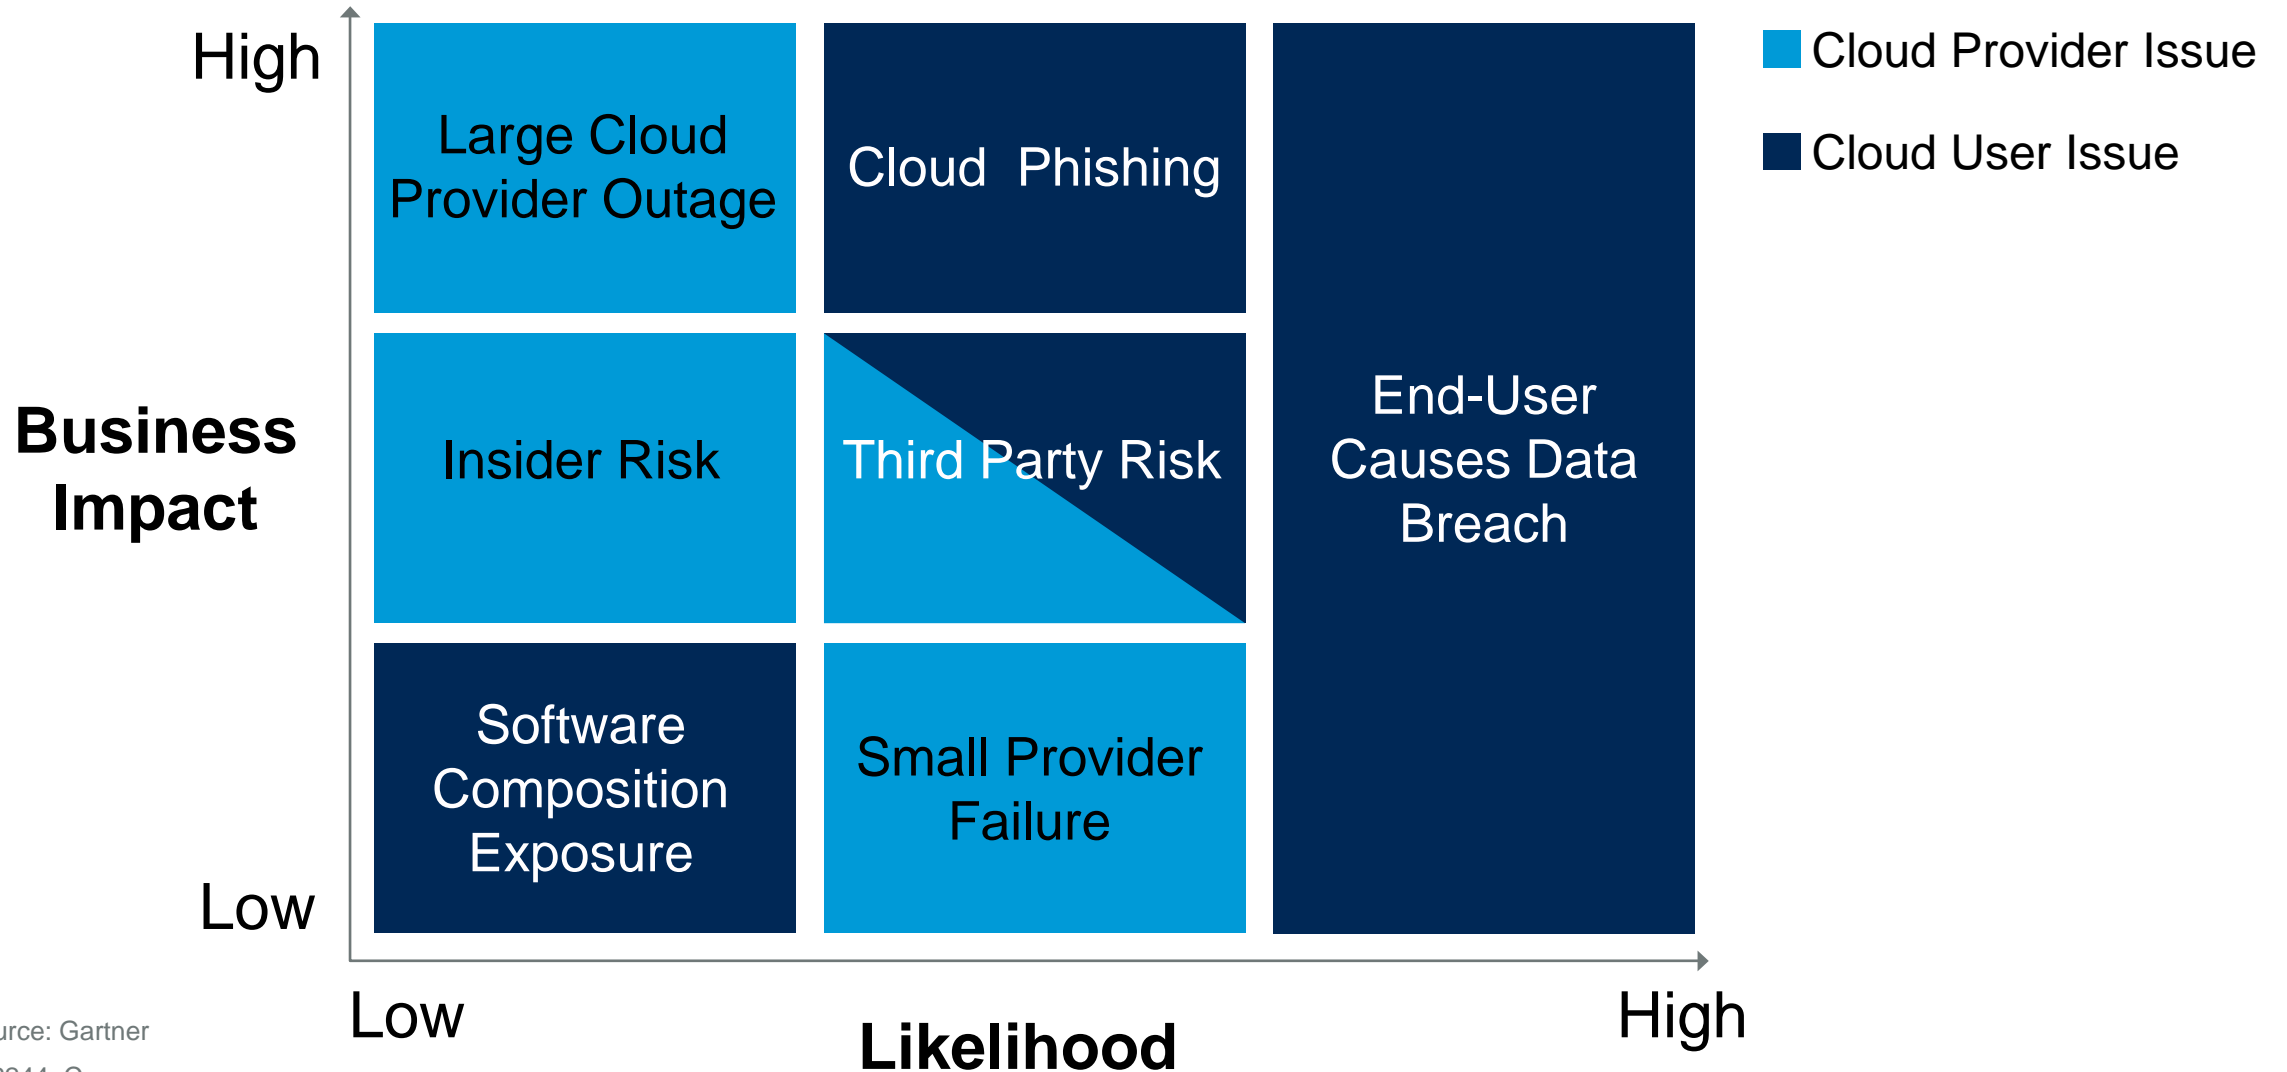 High
Large Cloud
Provider Outage
Cloud  Phishing
Cloud Provider Issue
Cloud User Issue
Business
Impact
Insider Risk
Third Party Risk
End-User
Causes Data
Breach
Software
Composition
Exposure
Small Provider
Failure
Low
Low
Likelihood
High
Gartner